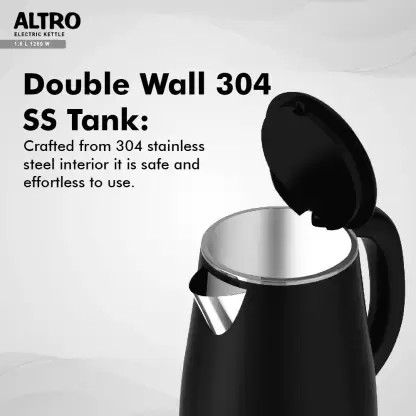 ALTRO
ELECTRIC KETTLE
1.8 L 1250 W
Double Wall 304
SS Tank:
Crafted from 304 stainless
steel interior it is safe and
effortless to use.